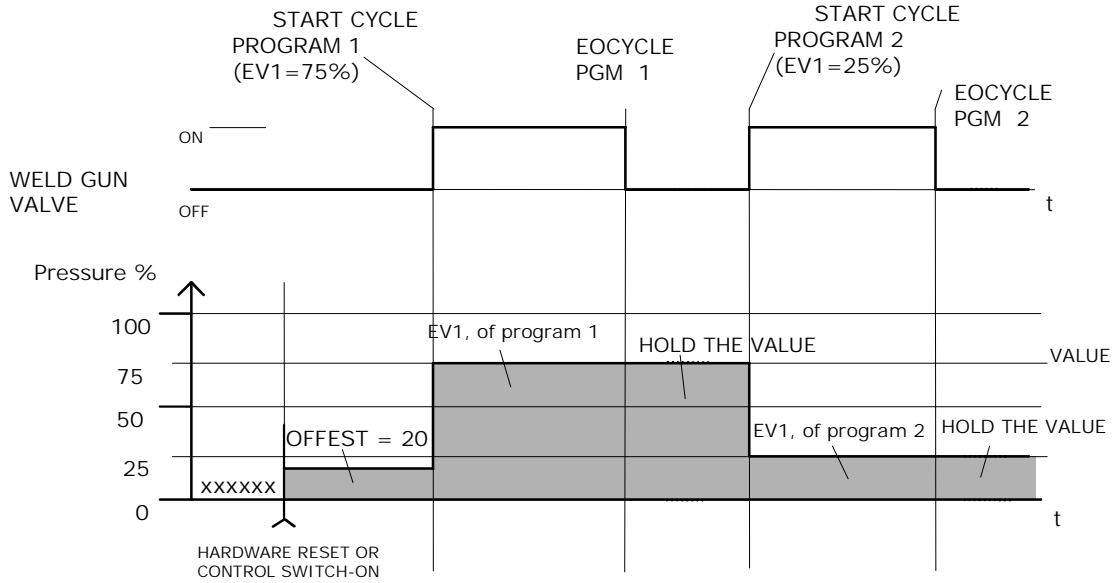 START CYCLE
PROGRAM 1
(EV1=75%)
EOCYCLE
PGM 1
START CYCLE
PROGRAM 2
(EV1=25%)
EOCYCLE
PGM 2
ON
WELD GUN
VALVE
OFF
t
Pressure %
100
EV1, of program 1
HOLD THE VALUE
VALUE
75
50
OFFEST = 20
EV1, of program 2
HOLD THE VALUE
25
xxxxxx
0
t
HARDWARE RESET OR
CONTROL SWITCH-ON